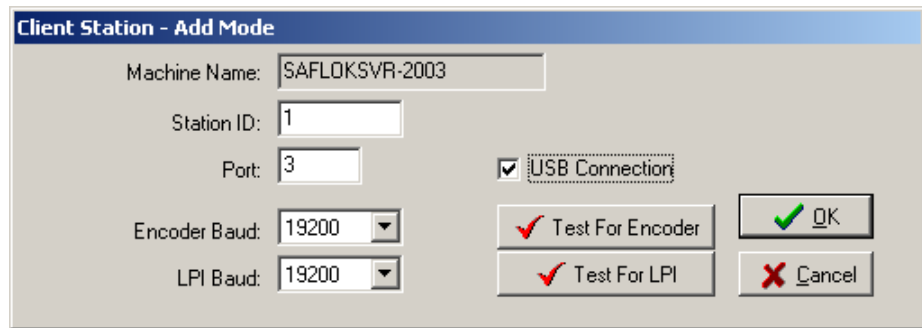 Client Station - Add Mode
Machine Name: SAFLOKSVR-2003
Station ID: 1
Port: 3 USB Connection
Encoder Baud: 19200 Test For Encoder OK
LPI Baud: 19200 Test For LPI Cancel